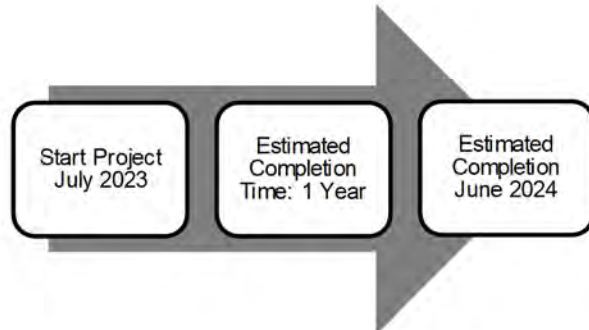 Start Project
July 2023
Estimated
Completion
Time: 1 Year
Estimated
Completion
June 2024